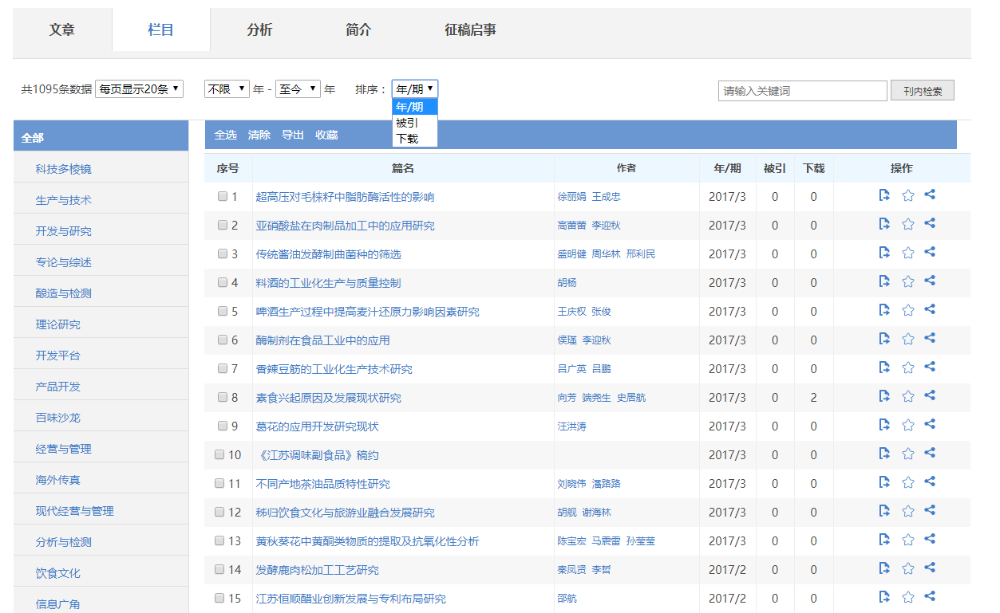 文章 栏目 分析 简介 征稿启事
共1095条数据 每页显示20条 不限 年 - 至今 年 排序： 年/期 请输入关键词 刊内检索
年/期
被引
下载
全部
科技多棱镜
生产与技术
开发与研究
专论与综述
酿造与检测
理论研究
开发平台
产品开发
百味沙龙
经营与管理
海外传真
现代经营与管理
分析与检测
饮食文化
信息广角
全选 清除 导出 收藏
序号 篇名 作者 年/期 被引 下载 操作
1 超高压对毛梾籽中脂肪酶活性的影响 徐丽娟 王成忠 2017/3 0 0
2 亚硝酸盐在肉制品加工中的应用研究 高苗苗 李迎秋 2017/3 0 0
3 传统酱油发酵制曲菌种的筛选 盛明健 周华林 邢利民 2017/3 0 0
4 料酒的工业化生产与质量控制 胡杨 2017/3 0 0
5 啤酒生产过程中提高麦汁还原力影响因素研究 王庆权 张俊 2017/3 0 0
6 酶制剂在食品工业中的应用 侯瑾 李迎秋 2017/3 0 0
7 香辣豆筋的工业化生产技术研究 吕广英 吕鹏 2017/3 0 0
8 素食兴起原因及发展现状研究 向芳 端尧生 史居航 2017/3 0 2
9 葛花的应用开发研究现状 汪洪涛 2017/3 0 0
10 《江苏调味副食品》稿约 2017/3 0 0
11 不同产地茶油品质特性研究 刘晓伟 潘路路 2017/3 0 0
12 秭归饮食文化与旅游业融合发展研究 胡舰 谢海林 2017/3 0 0
13 黄秋葵花中黄酮类物质的提取及抗氧化性分析 陈宝宏 马震雷 孙莹莹 2017/3 0 0
14 发酵鹿肉松加工工艺研究 秦凤贤 李哲 2017/2 0 0
15 江苏恒顺醋业创新发展与专利布局研究 邵航 2017/2 0 0